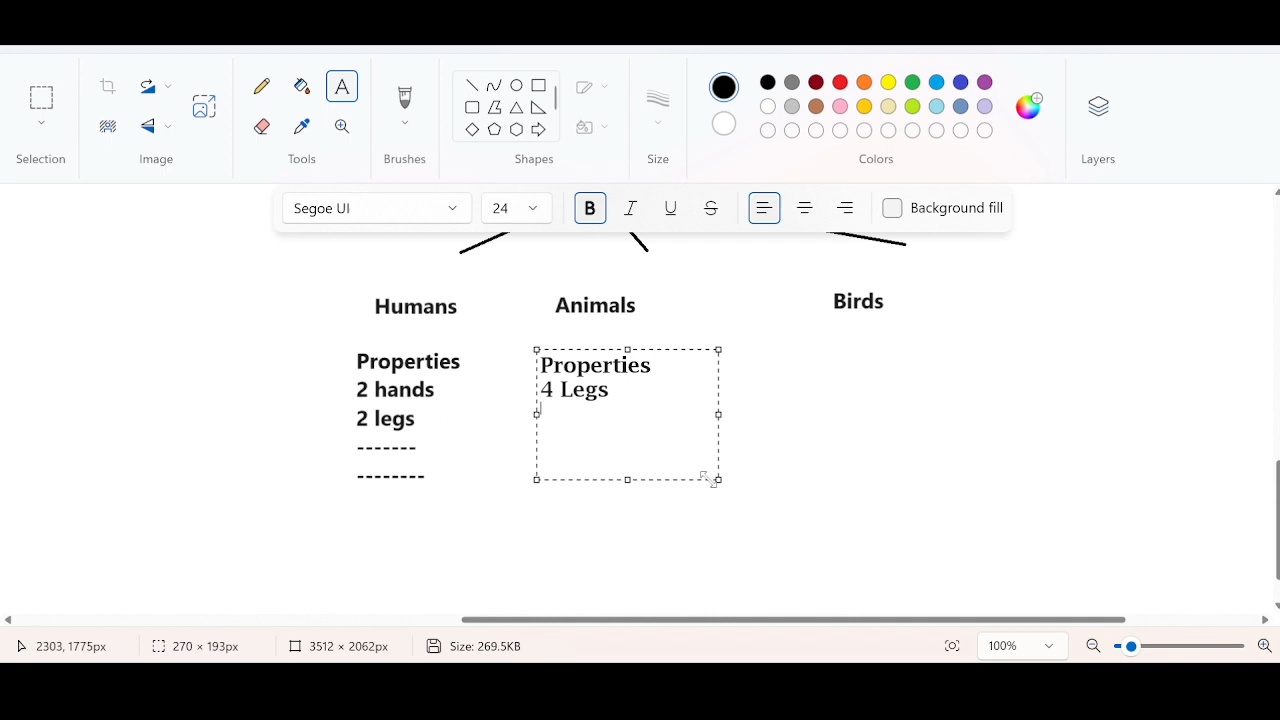 Selection
Image
Tools
Brushes
Shapes
Size
Colors
Layers
Segoe UI
24
B
I
U
S
Background fill
Humans
Animals
Birds
Properties
2 hands
2 legs
-------
--------
Properties
4 Legs
2303, 1775px
270 × 193px
3512 × 2062px
Size: 269.5KB
100%